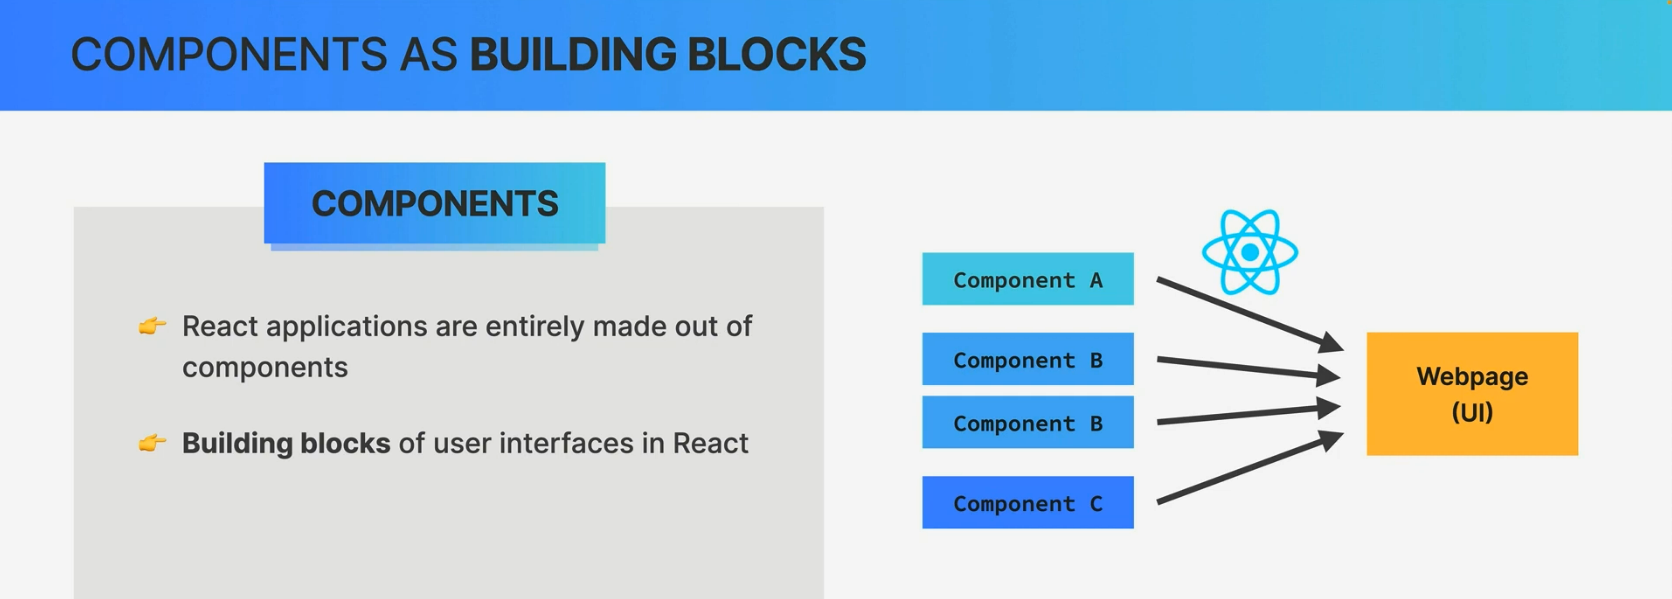 COMPONENTS AS BUILDING BLOCKS
COMPONENTS
👉 React applications are entirely made out of
components
👉 Building blocks of user interfaces in React
Component A
Component B
Component B
Component C
Webpage
(UI)